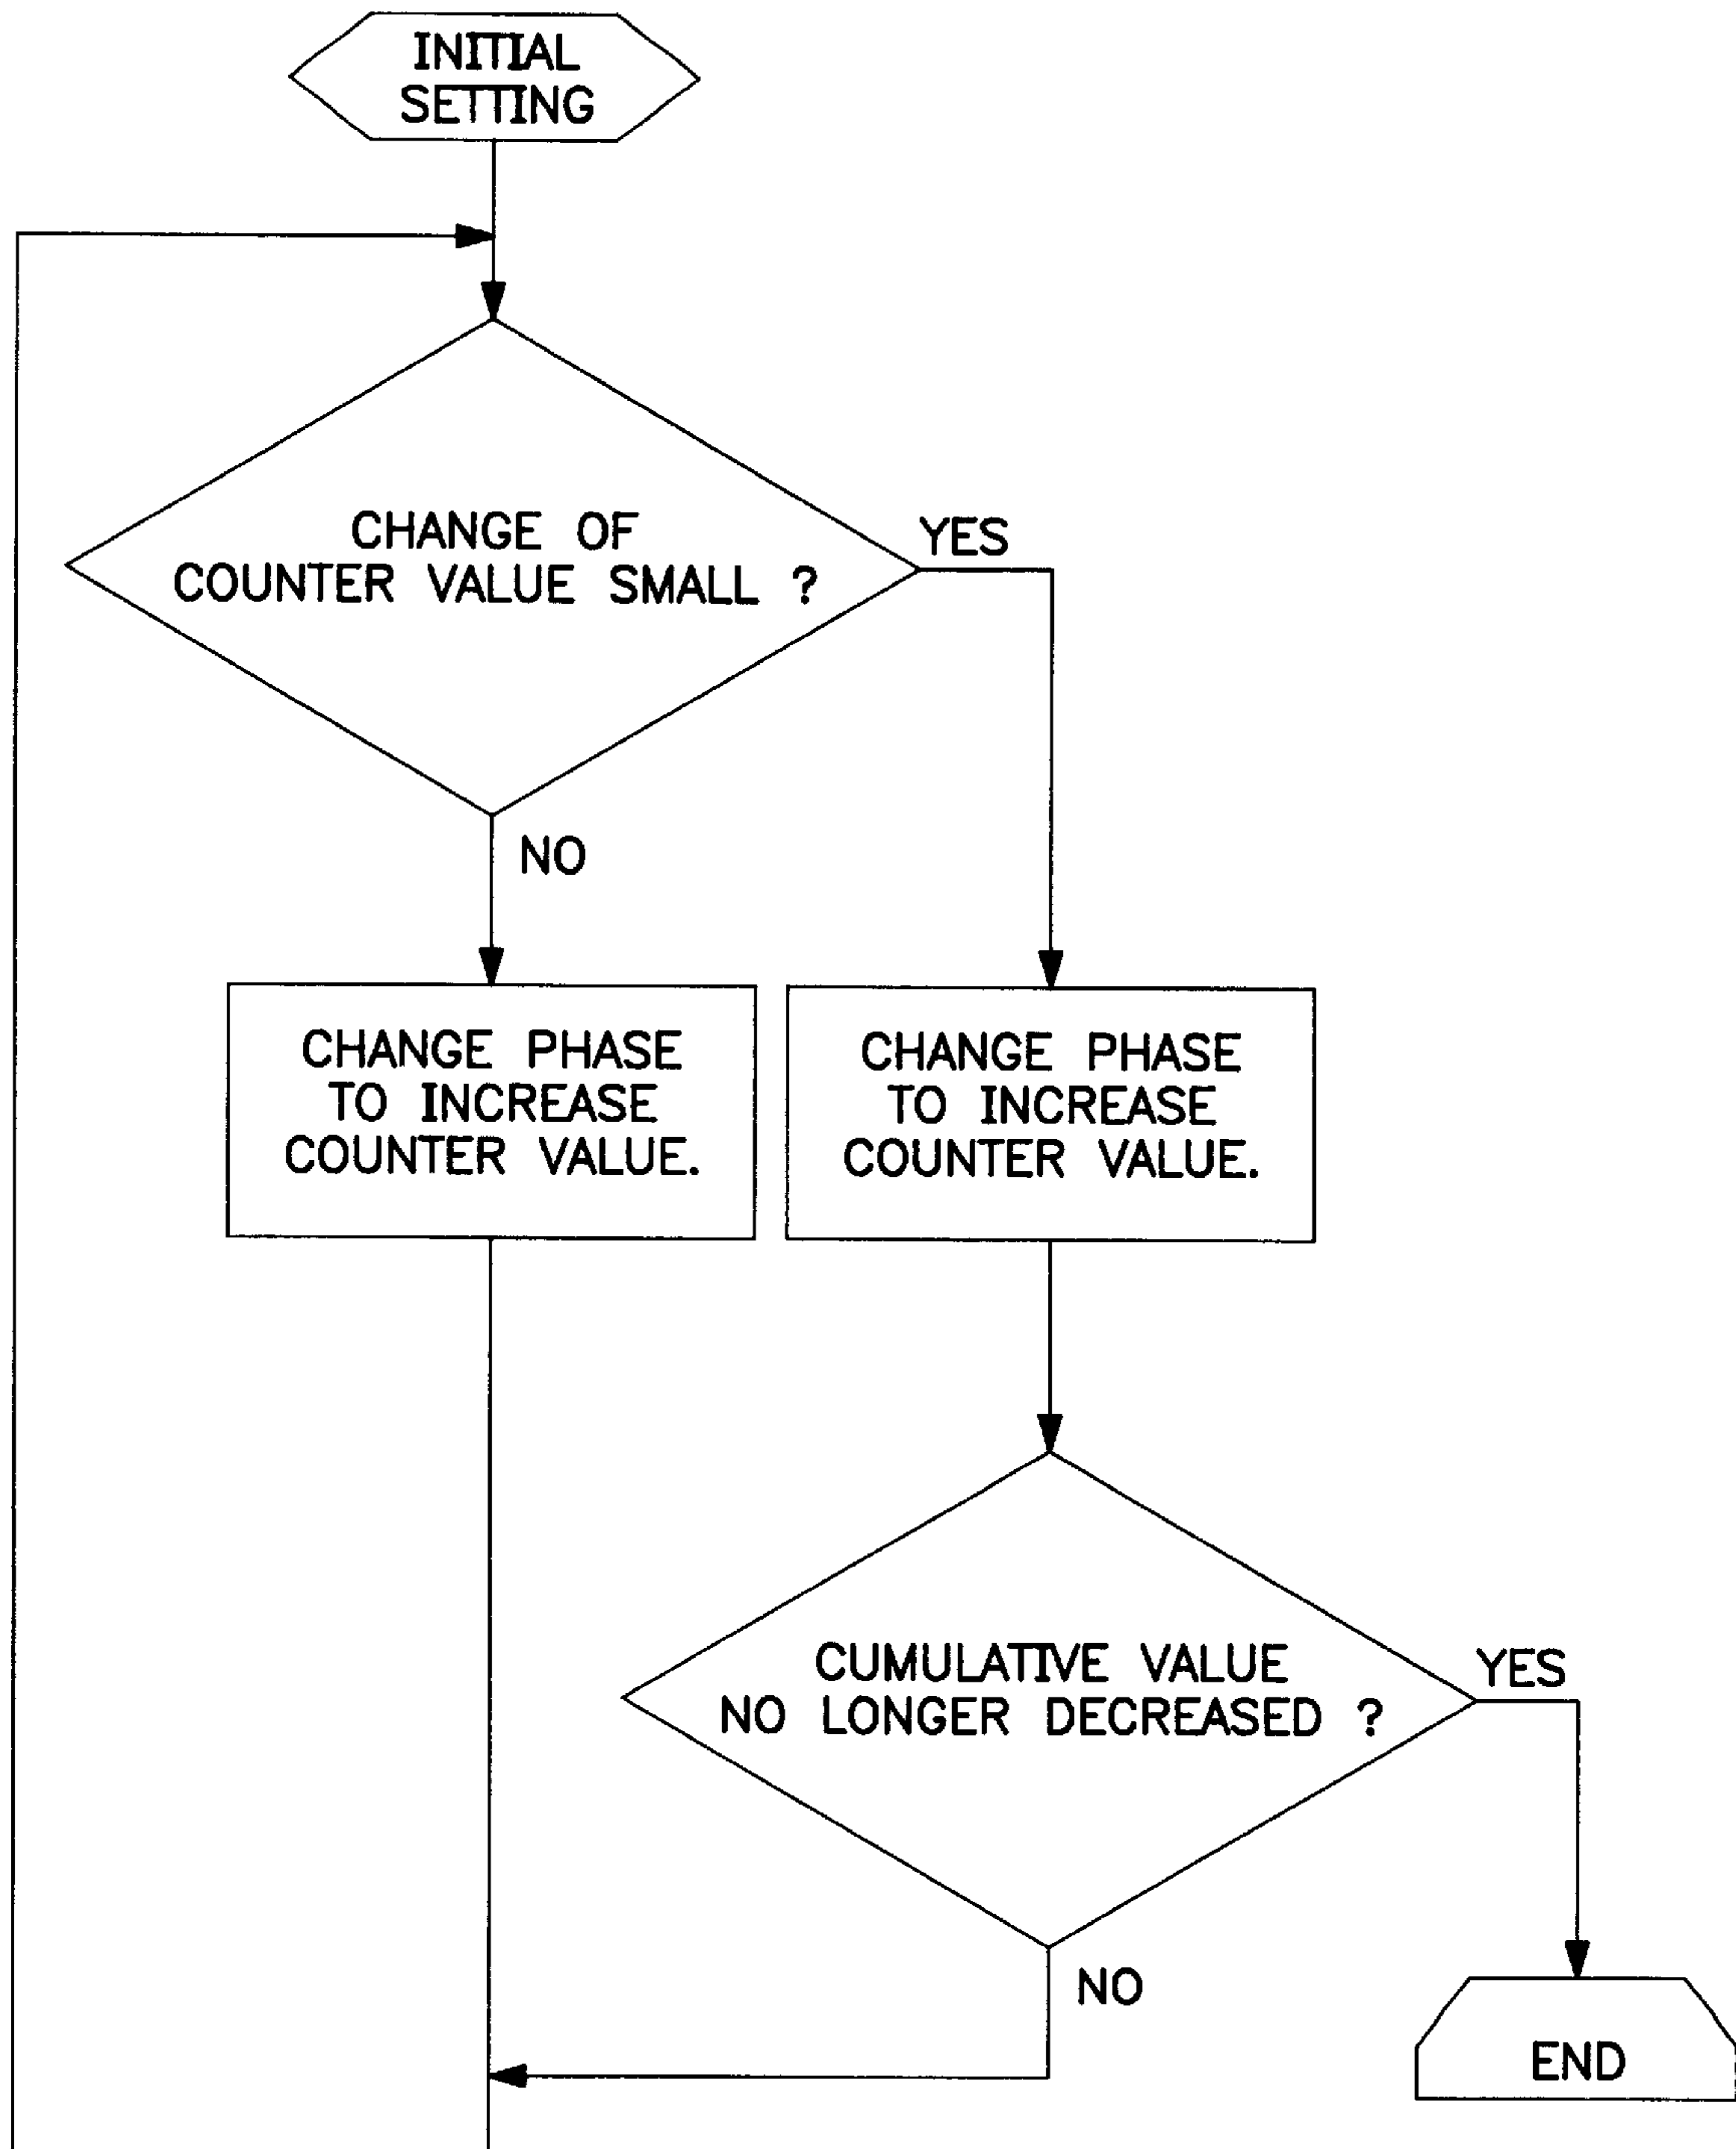 INITIAL
SETTING
CHANGE OF
COUNTER VALUE SMALL ?
YES
NO
CHANGE PHASE
TO INCREASE
COUNTER VALUE.
CHANGE PHASE
TO INCREASE
COUNTER VALUE.
CUMULATIVE VALUE
NO LONGER DECREASED ?
YES
NO
END